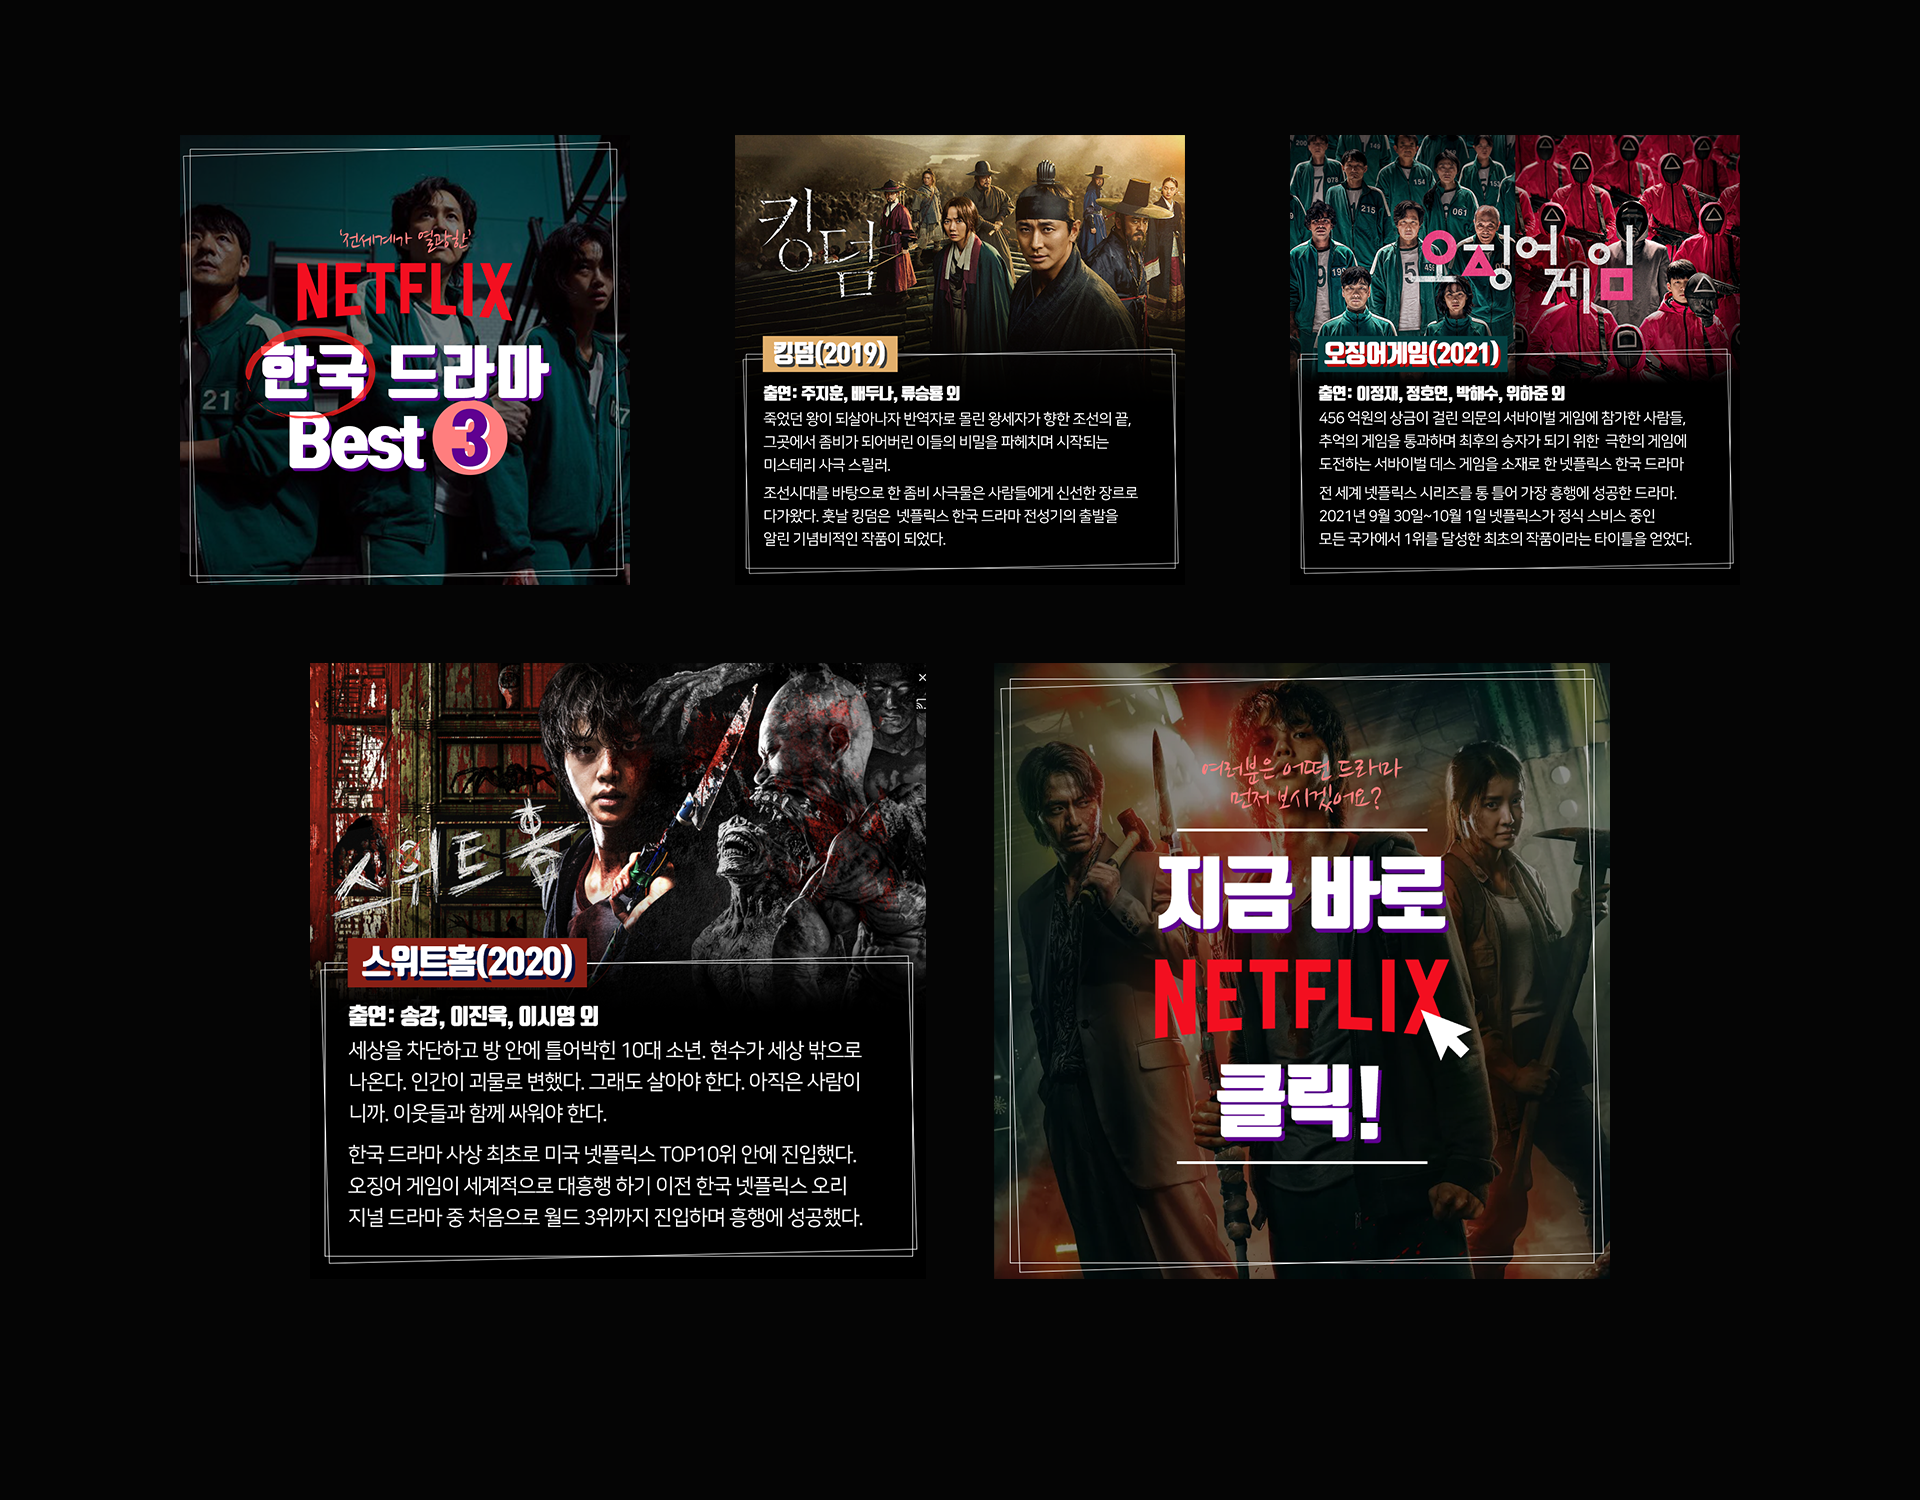 '전세계가 열광한'
NETFLIX
한국 드라마
Best 3
킹덤
킹덤(2019)
출연: 주지훈, 배두나, 류승룡 외
죽었던 왕이 되살아나자 반역자로 몰린 왕세자가 향한 조선의 끝,
그곳에서 좀비가 되어버린 이들의 비밀을 파헤치며 시작되는
미스테리 사극 스릴러.
조선시대를 바탕으로 한 좀비 사극물은 사람들에게 신선한 장르로
다가왔다. 훗날 킹덤은 넷플릭스 한국 드라마 전성기의 출발을
알린 기념비적인 작품이 되었다.
오징어 게임
오징어게임(2021)
출연: 이정재, 정호연, 박해수, 위하준 외
456 억원의 상금이 걸린 의문의 서바이벌 게임에 참가한 사람들,
추억의 게임을 통과하며 최후의 승자가 되기 위한 극한의 게임에
도전하는 서바이벌 데스 게임을 소재로 한 넷플릭스 한국 드라마
전 세계 넷플릭스 시리즈를 통 틀어 가장 흥행에 성공한 드라마.
2021년 9월 30일~10월 1일 넷플릭스가 정식 스비스 중인
모든 국가에서 1위를 달성한 최초의 작품이라는 타이틀을 얻었다.
스위트홈
스위트홈(2020)
출연: 송강, 이진욱, 이시영 외
세상을 차단하고 방 안에 틀어박힌 10대 소년. 현수가 세상 밖으로
나온다. 인간이 괴물로 변했다. 그래도 살아야 한다. 아직은 사람이
니까. 이웃들과 함께 싸워야 한다.
한국 드라마 사상 최초로 미국 넷플릭스 TOP10위 안에 진입했다.
오징어 게임이 세계적으로 대흥행 하기 이전 한국 넷플릭스 오리
지널 드라마 중 처음으로 월드 3위까지 진입하며 흥행에 성공했다.
여러분은 어떤 드라마
먼저 보시겠어요?
지금 바로
NETFLIX
클릭!